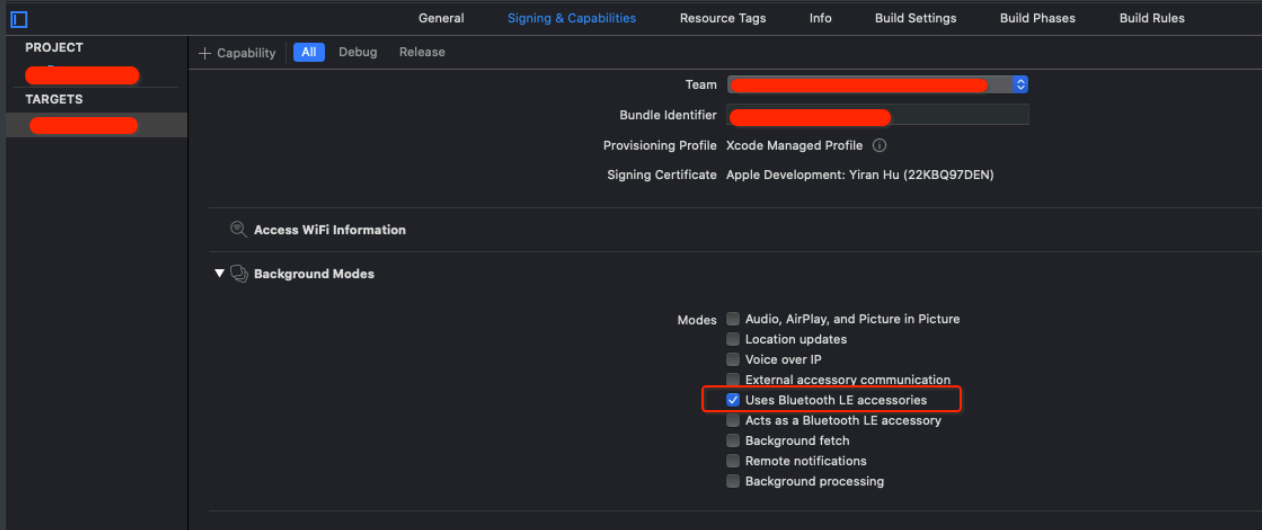 General Signing & Capabilities Resource Tags Info Build Settings Build Phases Build Rules
PROJECT
+ Capability All Debug Release
TARGETS
Team
Bundle Identifier
Provisioning Profile Xcode Managed Profile
Signing Certificate Apple Development: Yiran Hu (22KBQ97DEN)
Access WiFi Information
Background Modes
Modes Audio, AirPlay, and Picture in Picture
Location updates
Voice over IP
External accessory communication
Uses Bluetooth LE accessories
Acts as a Bluetooth LE accessory
Background fetch
Remote notifications
Background processing